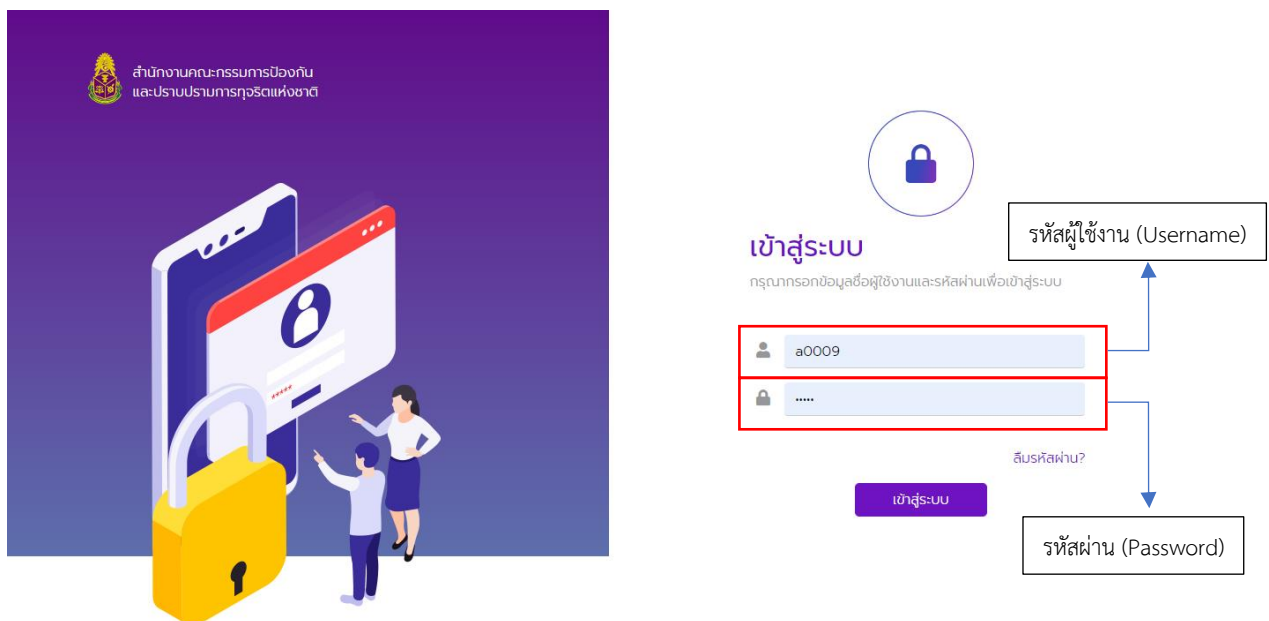 สำนักงานคณะกรรมการป้องกัน
และปราบปรามการทุจริตแห่งชาติ
เข้าสู่ระบบ
กรุณากรอกข้อมูลชื่อผู้ใช้งานและรหัสผ่านเพื่อเข้าสู่ระบบ
รหัสผู้ใช้งาน (Username)
a0009
•••••
ลืมรหัสผ่าน?
เข้าสู่ระบบ
รหัสผ่าน (Password)